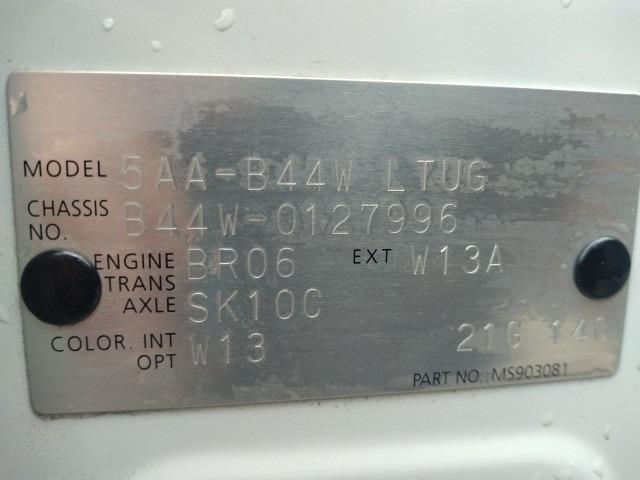 MODEL 5AA-B44W LTUG
CHASSIS NO. B44W-0127996
ENGINE BR06 EXT W13A
TRANS AXLE SK10C
COLOR. INT W13
OPT 21G 14C
PART NO.: MS903081